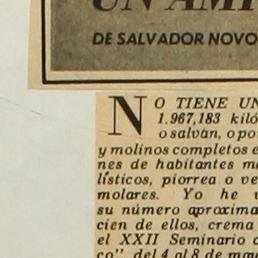 UN AMP
DE SALVADOR NOVO
NO TIENE UN
1.967,183 kiló
o salvan, o po
y molinos completos e
nes de habitantes m
lísticos, piorrea o ve
molares. Yo he v
su número aproxima
cien de ellos, crema
el XXII Seminario
co", del 4 al 8 de ma